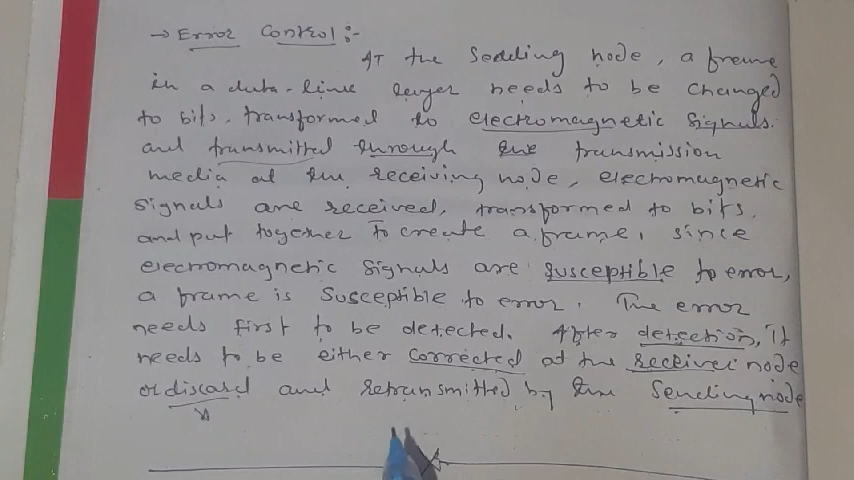 → Error Control :-
At the Sedding node, a freme
in a data-line layer needs to be changed
to bits, transformed to electromagnetic signals.
and transmitted through the transmission
media at the receiving node, electromagnetic
signals are received, transformed to bits,
and put together to create a frame, since
electromagnetic signals are susceptible to error,
a frame is susceptible to error. The error
needs first to be detected. After detection, it
needs to be either corrected at the receiver node
or discard and retransmitted by the Sending node